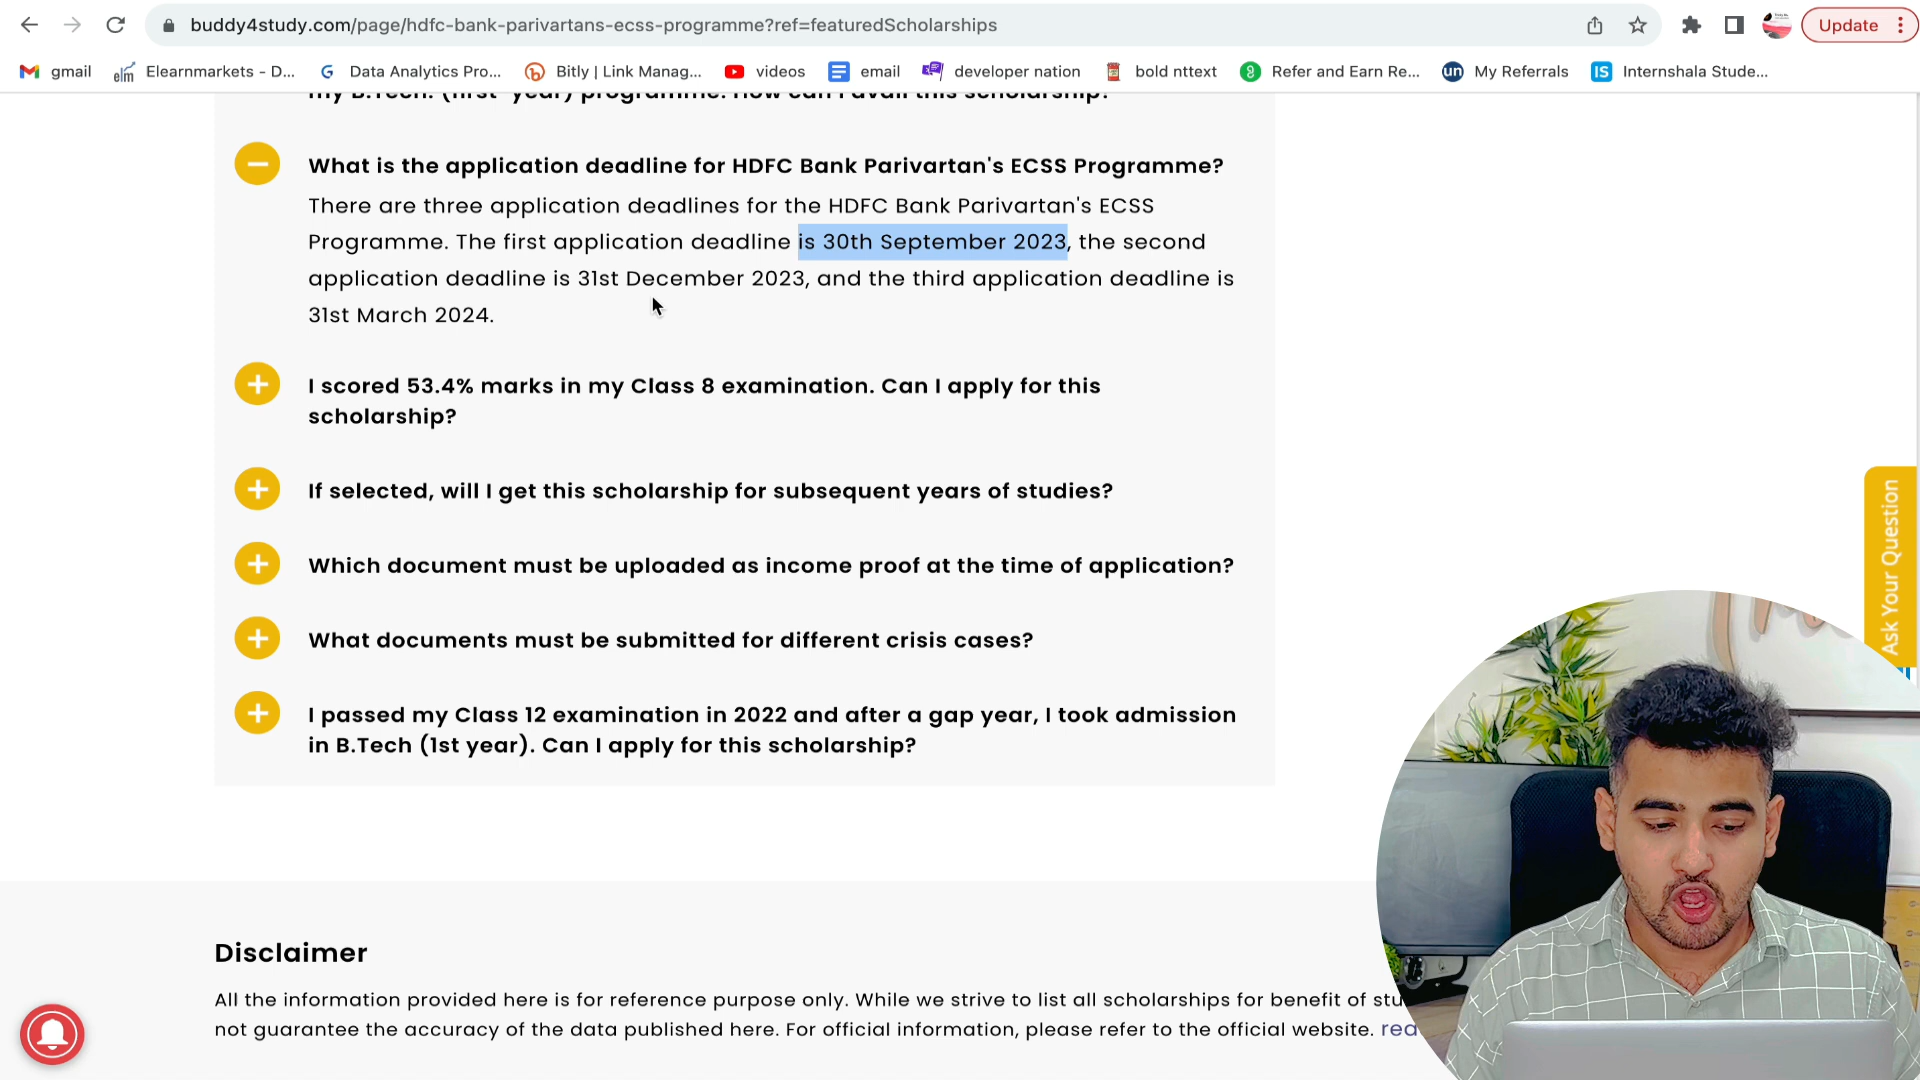 buddy4study.com/page/hdfc-bank-parivartans-ecss-programme?ref=featuredScholarships
Update
gmail
Elearnmarkets - D...
Data Analytics Pro...
Bitly | Link Manag...
videos
email
developer nation
bold nttext
Refer and Earn Re...
My Referrals
Internshala Stude...
my B.Tech. (first year) programme. How can I avail this scholarship?
What is the application deadline for HDFC Bank Parivartan's ECSS Programme?
There are three application deadlines for the HDFC Bank Parivartan's ECSS
Programme. The first application deadline is 30th September 2023, the second
application deadline is 31st December 2023, and the third application deadline is
31st March 2024.
I scored 53.4% marks in my Class 8 examination. Can I apply for this
scholarship?
If selected, will I get this scholarship for subsequent years of studies?
Which document must be uploaded as income proof at the time of application?
What documents must be submitted for different crisis cases?
I passed my Class 12 examination in 2022 and after a gap year, I took admission
in B.Tech (1st year). Can I apply for this scholarship?
Ask Your Question
Disclaimer
All the information provided here is for reference purpose only. While we strive to list all scholarships for benefit of stu
not guarantee the accuracy of the data published here. For official information, please refer to the official website. rea